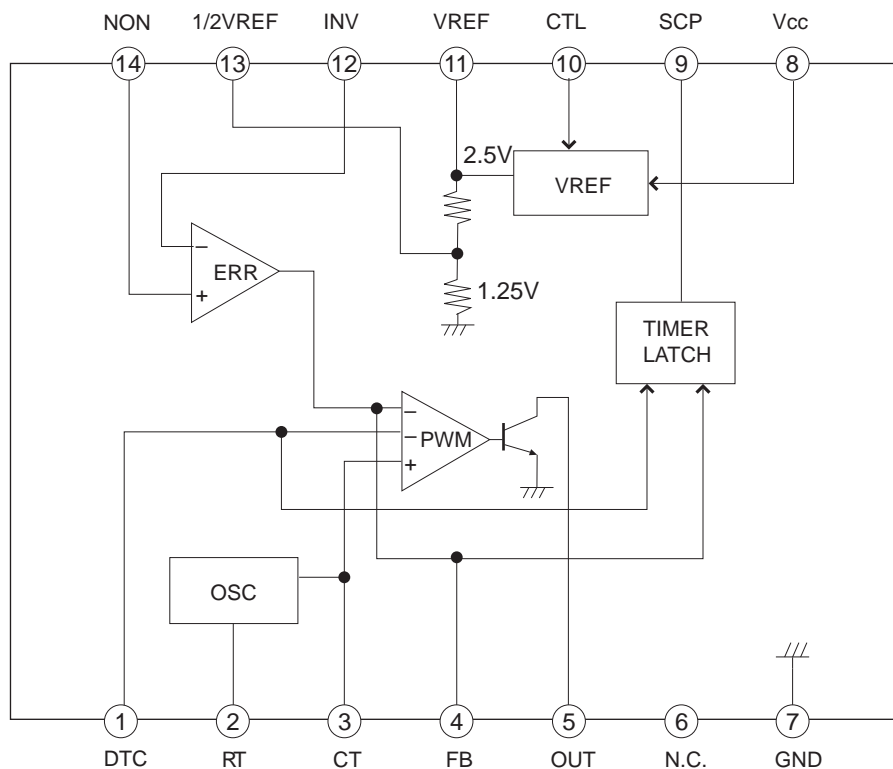 NON 1/2VREF INV VREF CTL SCP Vcc
14 13 12 11 10 9 8
2.5V
VREF
− ERR
+
1.25V
TIMER
LATCH
−
− PWM
+
OSC
1 2 3 4 5 6 7
DTC RT CT FB OUT N.C. GND